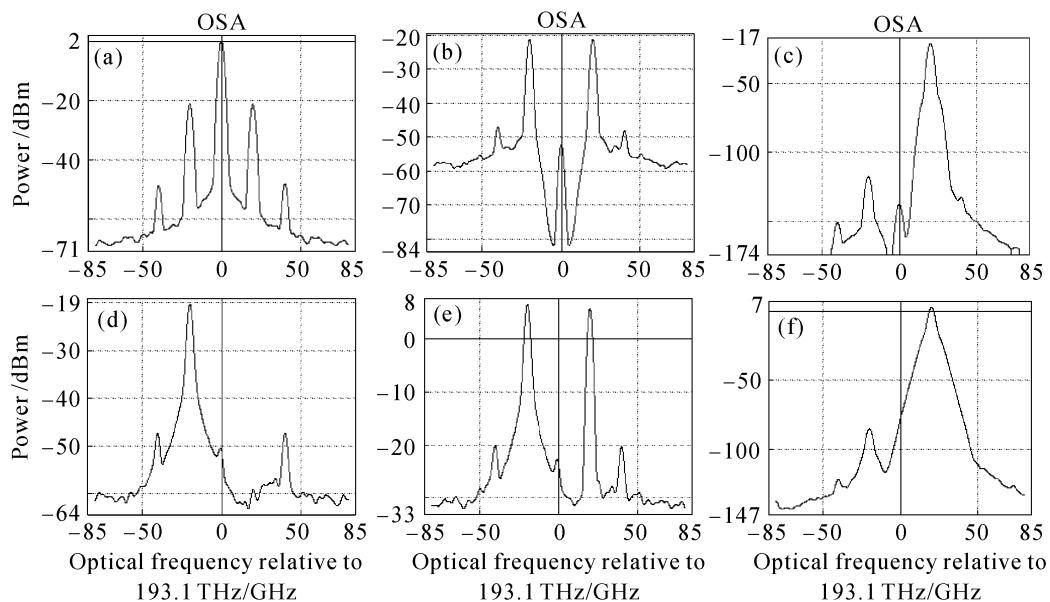 OSA OSA OSA
(a) (b) (c)
Power/dBm
2
−20
−40
−71
−85 −50 0 50 85
−20
−30
−40
−50
−60
−70
−84
−85 −50 0 50 85
−17
−50
−100
−174
−85 −50 0 50 85
(d) (e) (f)
Power/dBm
−19
−30
−40
−50
−64
−85 −50 0 50 85
8
0
−10
−20
−33
−85 −50 0 50 85
7
−50
−100
−147
−85 −50 0 50 85
Optical frequency relative to
193.1 THz/GHz
Optical frequency relative to
193.1 THz/GHz
Optical frequency relative to
193.1 THz/GHz